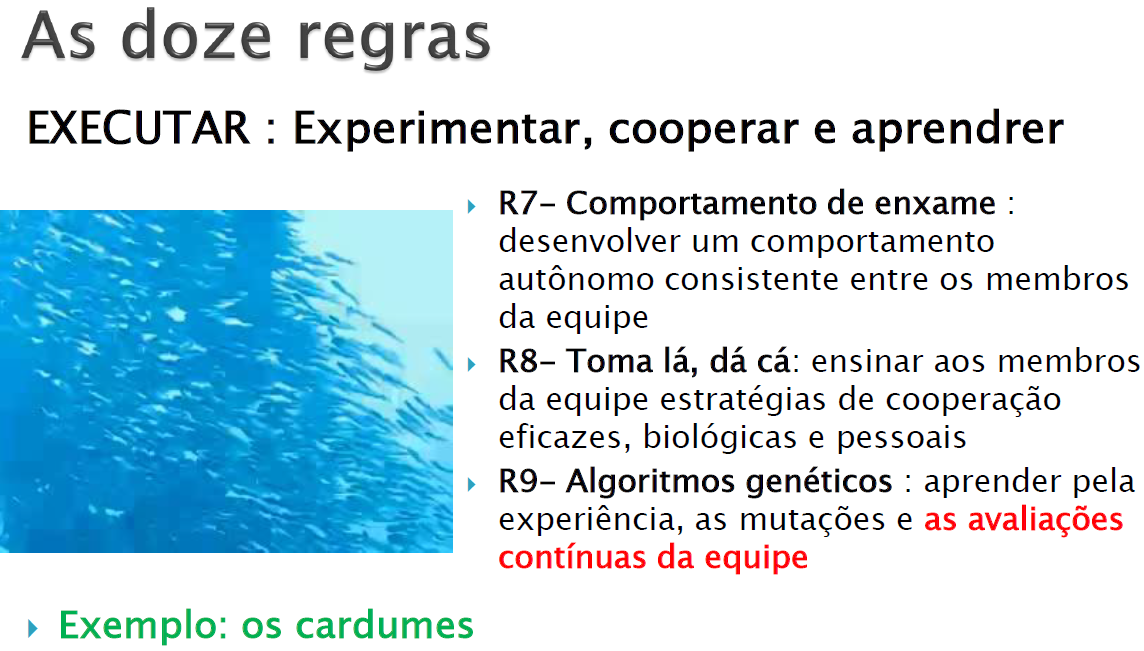 As doze regras
EXECUTAR : Experimentar, cooperar e aprendrer
R7- Comportamento de enxame :
desenvolver um comportamento
autônomo consistente entre os membros
da equipe
R8- Toma lá, dá cá: ensinar aos membros
da equipe estratégias de cooperação
eficazes, biológicas e pessoais
R9- Algoritmos genéticos : aprender pela
experiência, as mutações e as avaliações
contínuas da equipe
Exemplo: os cardumes